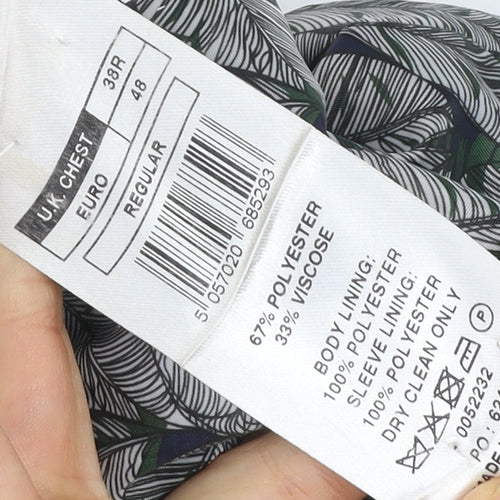 U.K. CHEST 38R
EURO 48
REGULAR
5 057020 685293
67% POLYESTER
33% VISCOSE
BODY LINING:
100% POLYESTER
SLEEVE LINING:
100% POLYESTER
DRY CLEAN ONLY
P
0052232
P.O.: